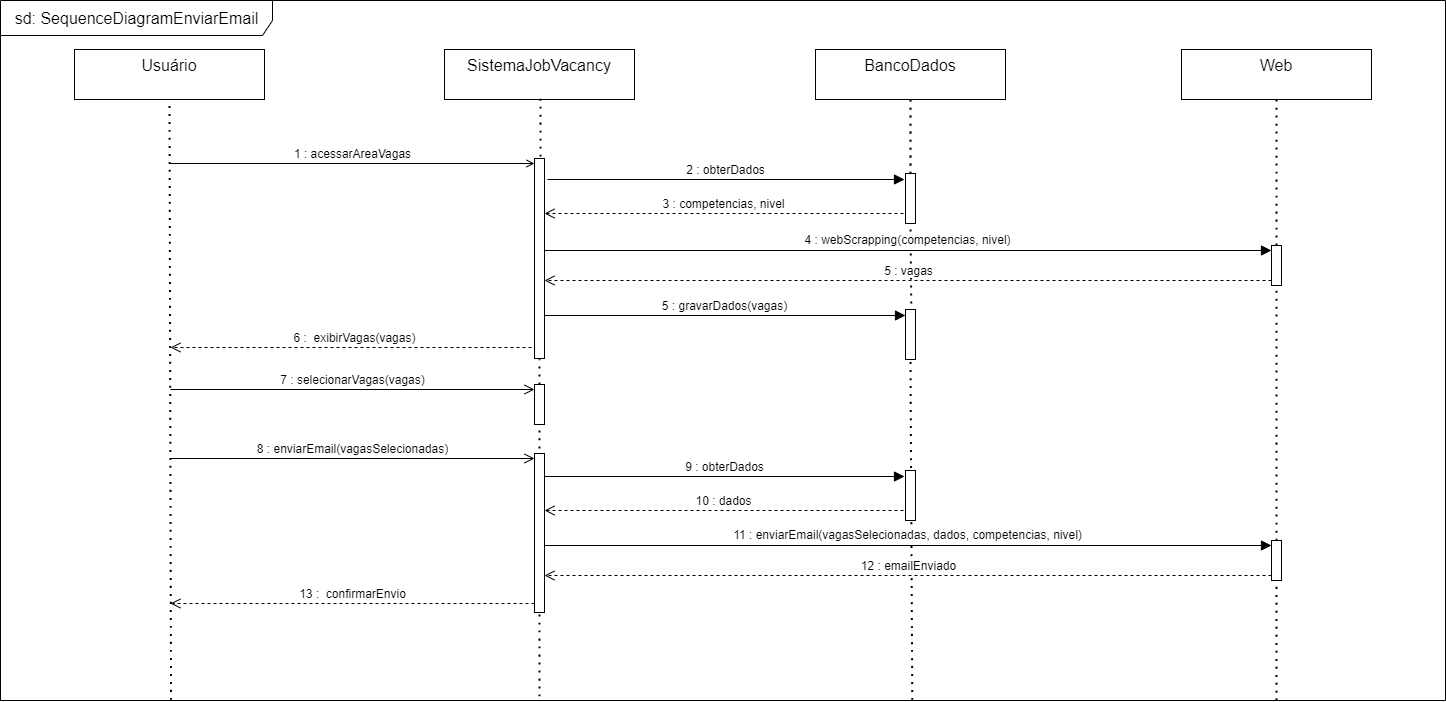 sd: SequenceDiagramEnviarEmail
Usuário
SistemaJobVacancy
BancoDados
Web
1 : acessarAreaVagas
2 : obterDados
3 : competencias, nivel
4 : webScrapping(competencias, nivel)
5 : vagas
5 : gravarDados(vagas)
6 : exibirVagas(vagas)
7 : selecionarVagas(vagas)
8 : enviarEmail(vagasSelecionadas)
9 : obterDados
10 : dados
11 : enviarEmail(vagasSelecionadas, dados, competencias, nivel)
12 : emailEnviado
13 : confirmarEnvio